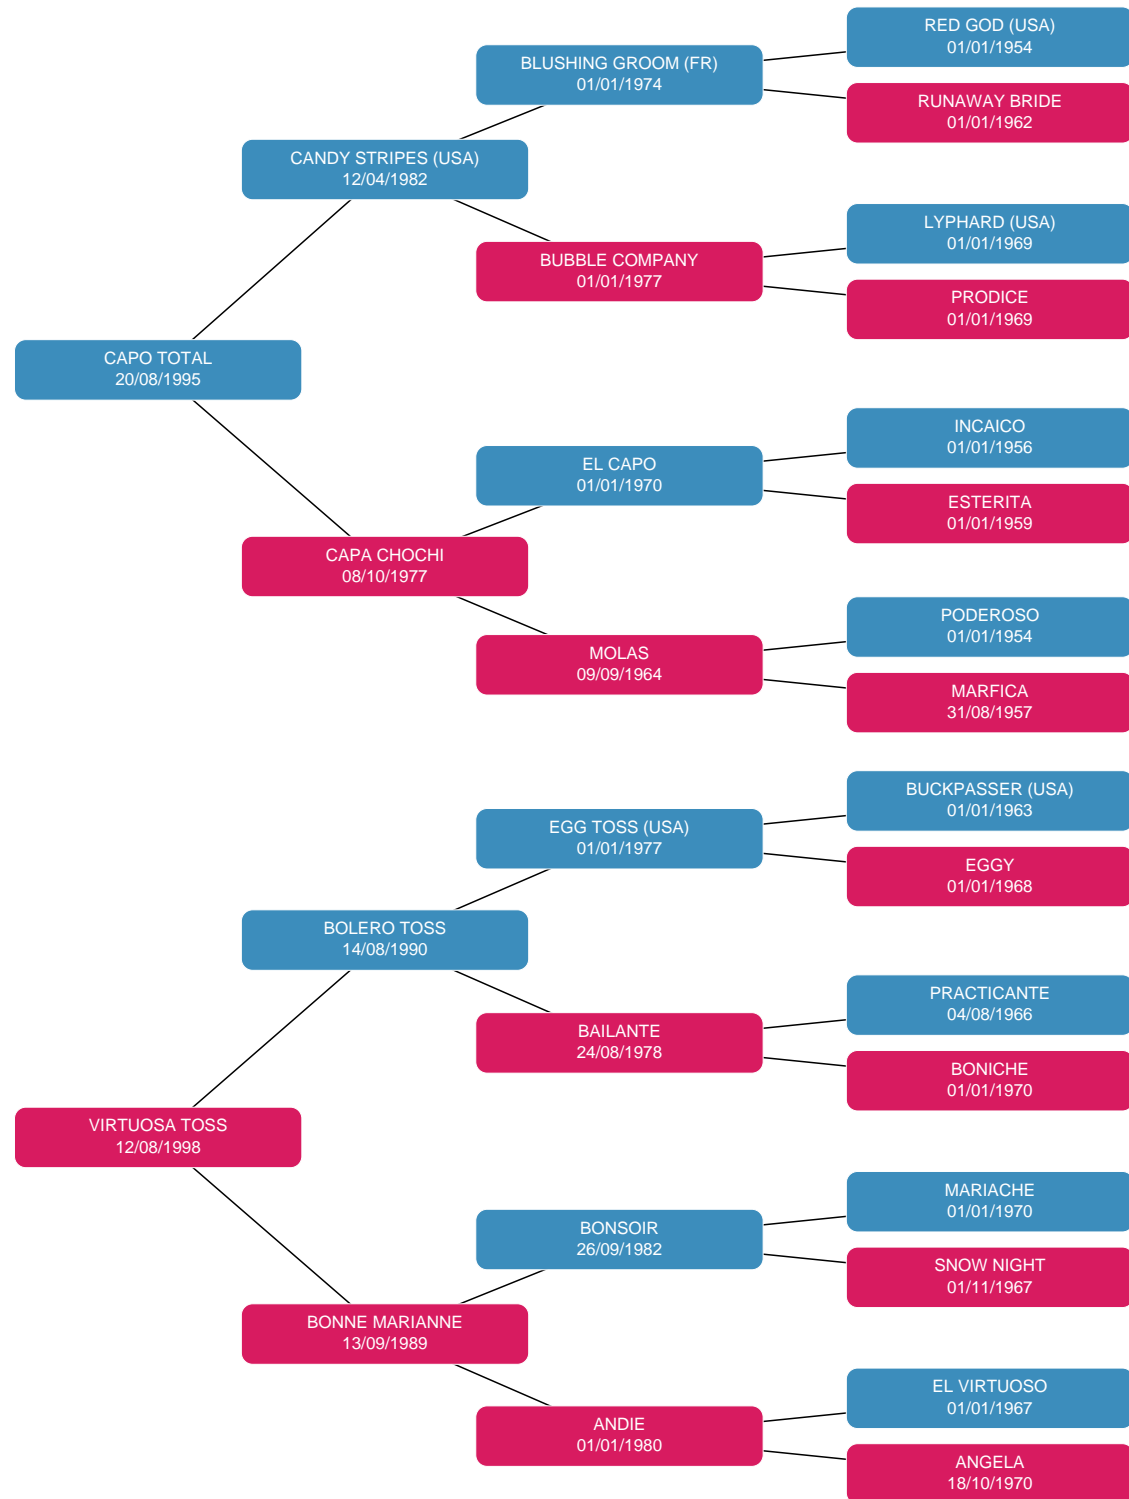 RED GOD (USA)
01/01/1954
BLUSHING GROOM (FR)
01/01/1974
RUNAWAY BRIDE
01/01/1962
CANDY STRIPES (USA)
12/04/1982
LYPHARD (USA)
01/01/1969
BUBBLE COMPANY
01/01/1977
PRODICE
01/01/1969
CAPO TOTAL
20/08/1995
INCAICO
01/01/1956
EL CAPO
01/01/1970
ESTERITA
01/01/1959
CAPA CHOCHI
08/10/1977
PODEROSO
01/01/1954
MOLAS
09/09/1964
MARFICA
31/08/1957
BUCKPASSER (USA)
01/01/1963
EGG TOSS (USA)
01/01/1977
EGGY
01/01/1968
BOLERO TOSS
14/08/1990
PRACTICANTE
04/08/1966
BAILANTE
24/08/1978
BONICHE
01/01/1970
VIRTUOSA TOSS
12/08/1998
MARIACHE
01/01/1970
BONSOIR
26/09/1982
SNOW NIGHT
01/11/1967
BONNE MARIANNE
13/09/1989
EL VIRTUOSO
01/01/1967
ANDIE
01/01/1980
ANGELA
18/10/1970